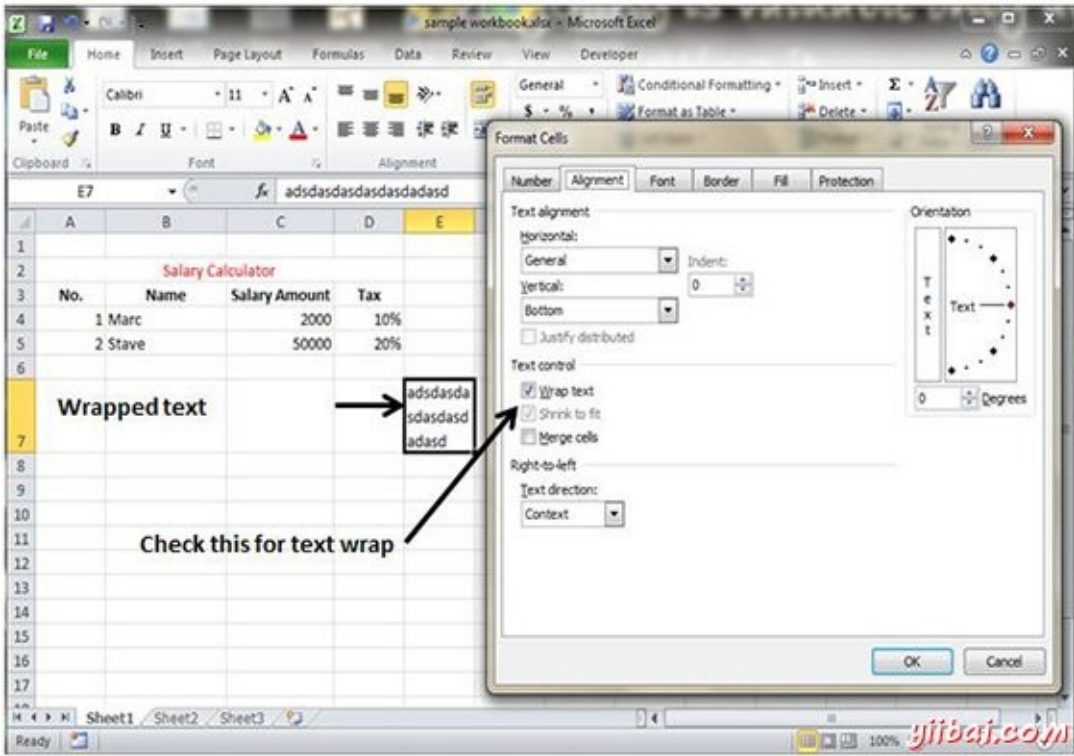 sample workbook.xlsx - Microsoft Excel
File Home Insert Page Layout Formulas Data Review View Developer
Paste
Calibri 11 A A
B I U A
General
$ % ,
Conditional Formatting
Format as Table
Insert
Delete
Σ
A Z
Clipboard Font Alignment
E7 fx adsdasdasdasdasdadasd
A B C D E
1
2 Salary Calculator
3 No. Name Salary Amount Tax
4 1 Marc 2000 10%
5 2 Stave 50000 20%
6
7 Wrapped text
adsdasda
sdasdasd
adasd
8
9
10
11
Check this for text wrap
12
13
14
15
16
17
Sheet1 Sheet2 Sheet3
Ready 100%
Format Cells
Number Alignment Font Border Fill Protection
Text alignment
Horizontal:
General
Indent:
0
Vertical:
Bottom
Justify distributed
Text control
Wrap text
Shrink to fit
Merge cells
Right-to-left
Text direction:
Context
Orientation
Text
Text
0 Degrees
OK Cancel
yiibai.com